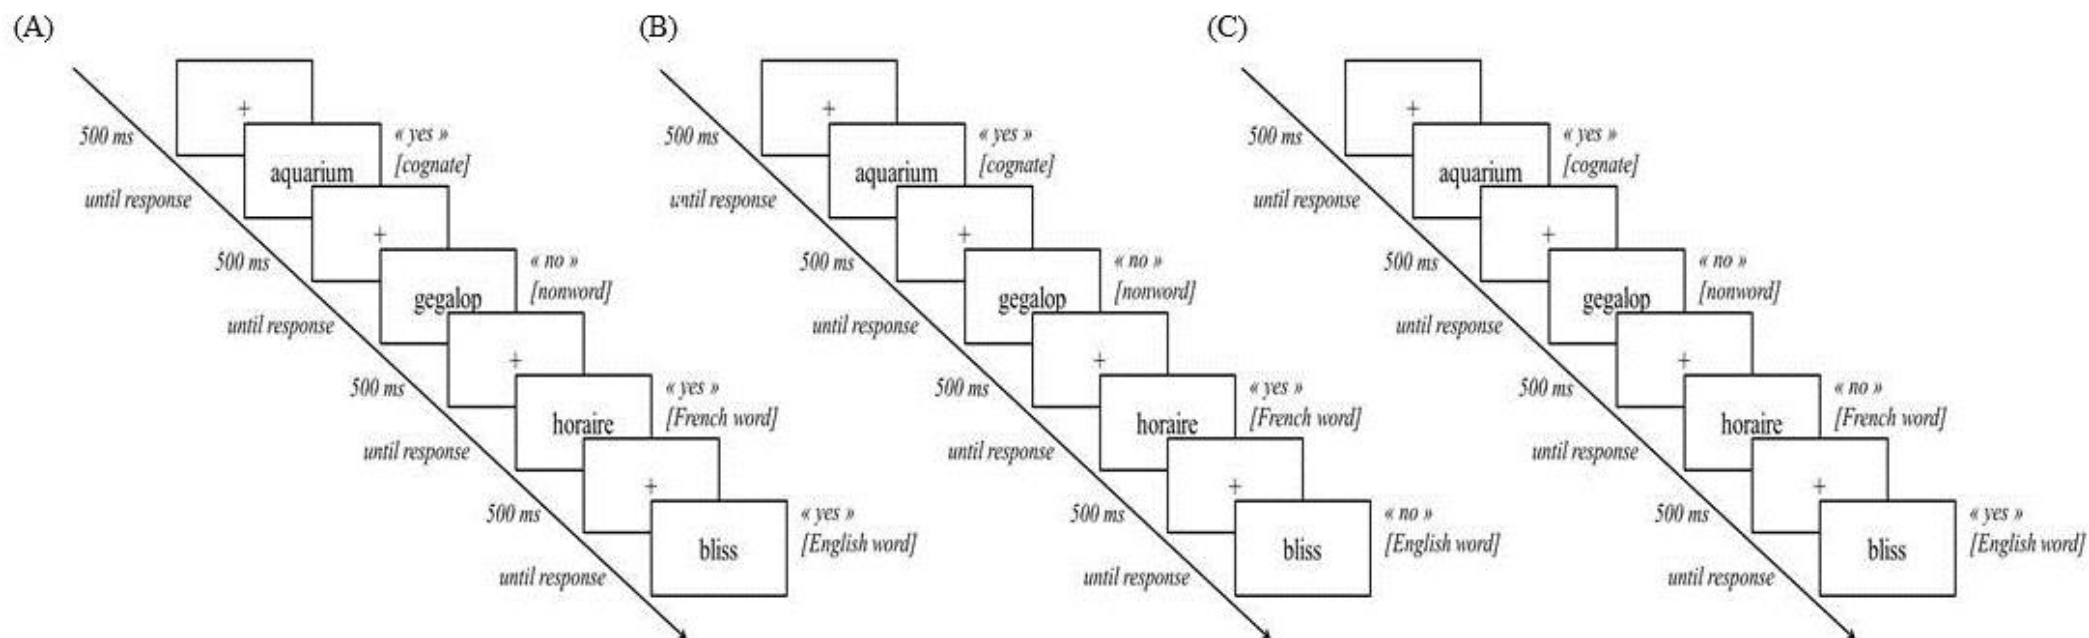 (A)
+
500 ms
« yes »
[cognate]
aquarium
until response
+
500 ms
« no »
[nonword]
gegalop
until response
+
500 ms
« yes »
[French word]
horaire
until response
+
500 ms
« yes »
[English word]
bliss
until response
(B)
+
500 ms
« yes »
[cognate]
aquarium
until response
+
500 ms
« no »
[nonword]
gegalop
until response
+
500 ms
« yes »
[French word]
horaire
until response
+
500 ms
« no »
[English word]
bliss
until response
(C)
+
500 ms
« yes »
[cognate]
aquarium
until response
+
500 ms
« no »
[nonword]
gegalop
until response
+
500 ms
« no »
[French word]
horaire
until response
+
500 ms
« yes »
[English word]
bliss
until response